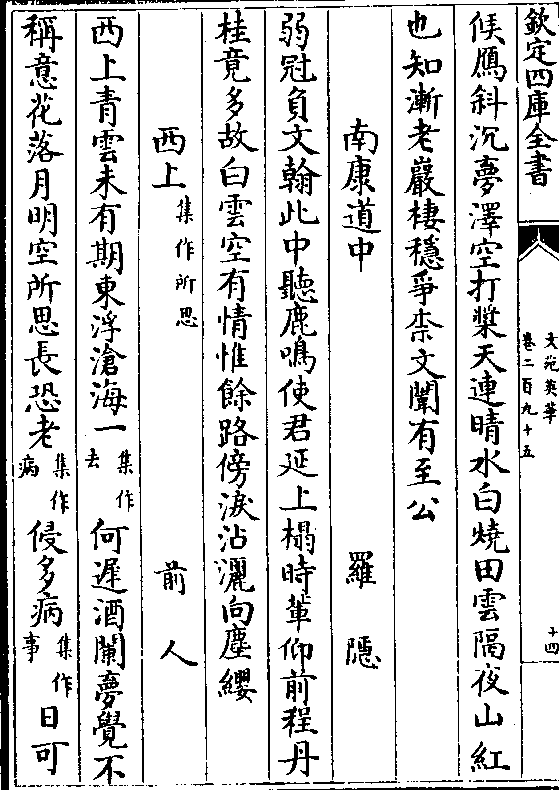 欽定四庫全書
文苑英華
卷二百九十五
十四
候鴈斜沉夢澤空打槳天連晴水白燒田雲隔夜山紅
也知漸老巖棲穩爭柰文闈有至公
南康道中 羅隱
弱冠負文翰此中聽鹿鳴使君延上榻時輩仰前程丹
桂竟多故白雲空有情惟餘路傍淚沾灑向塵纓
西上集作所思 前人
西上青雲未有期東浮滄海一集作去何遲酒闌夢覺不
稱意花落月明空所思長恐老集作病侵多病集作事日可